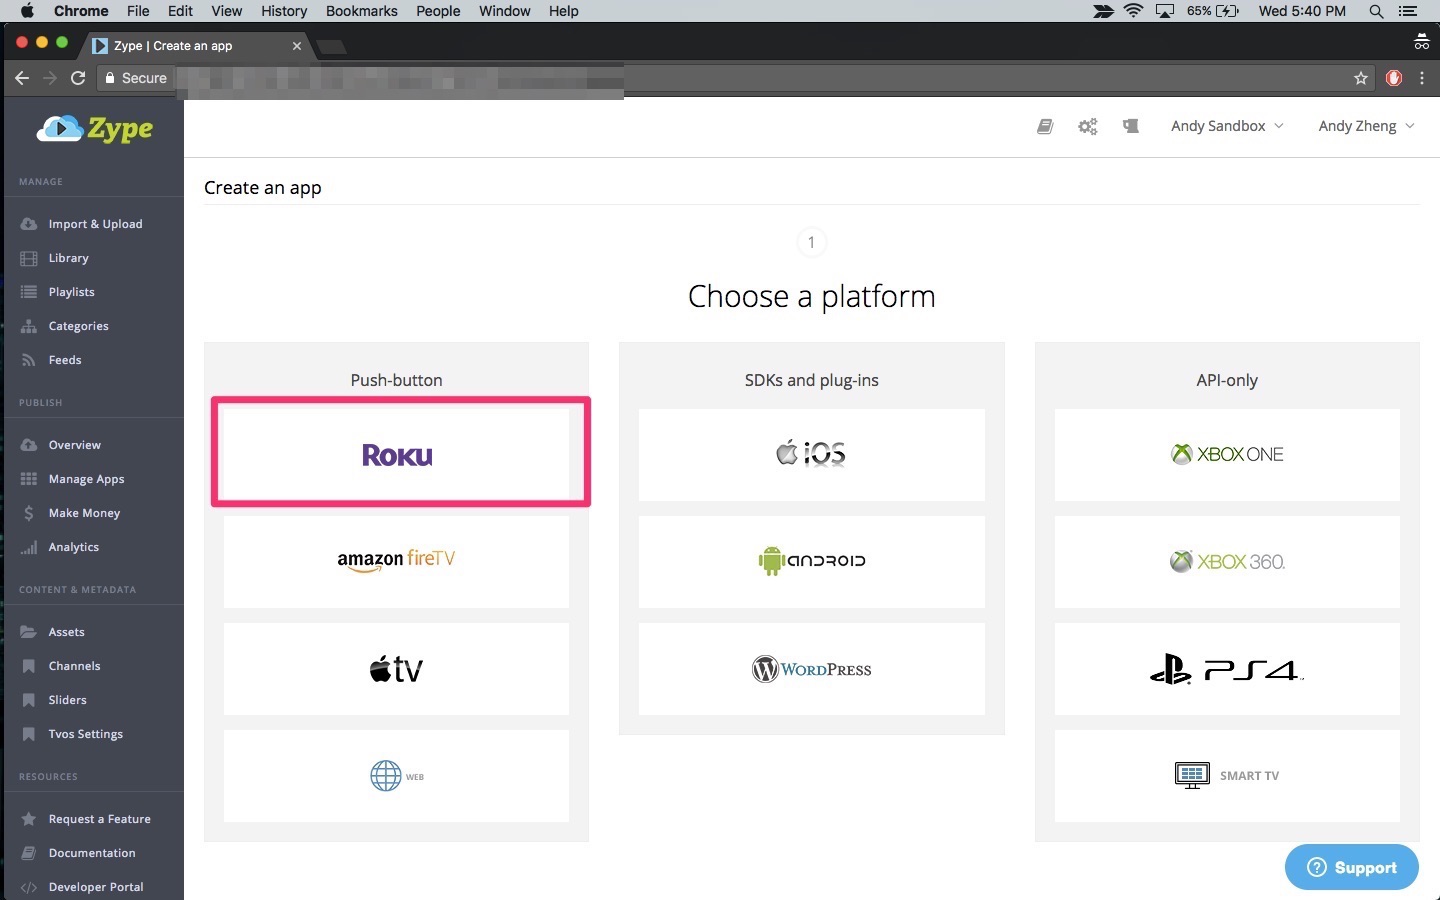 Chrome File Edit View History Bookmarks People Window Help 65% Wed 5:40 PM
Zype | Create an app
Secure
Zype
Andy Sandbox Andy Zheng
MANAGE
Import & Upload
Library
Playlists
Categories
Feeds
PUBLISH
Overview
Manage Apps
Make Money
Analytics
CONTENT & METADATA
Assets
Channels
Sliders
Tvos Settings
RESOURCES
Request a Feature
Documentation
Developer Portal
Create an app
1
Choose a platform
Push-button
ROKU
amazon fireTV
tv
WEB
SDKs and plug-ins
iOS
ANDROID
WORDPRESS
API-only
XBOX ONE
XBOX 360.
PS4
SMART TV
Support